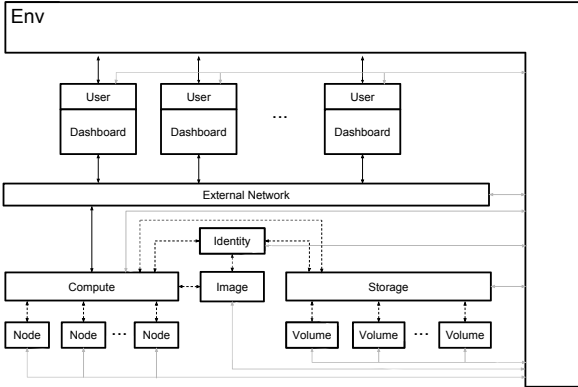 Env
User User User
Dashboard Dashboard ... Dashboard
External Network
Identity
Compute Image Storage
Node Node ... Node Volume Volume ... Volume